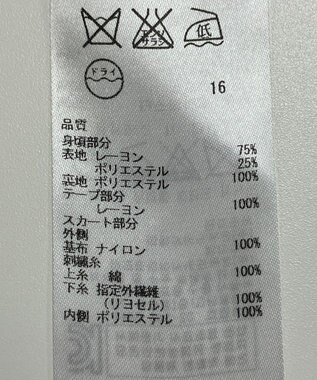 エンソ
サラシ
低
ドライ
16
品質
身頃部分
表地 レーヨン 75%
ポリエステル 25%
裏地 ポリエステル 100%
テープ部分
レーヨン 100%
スカート部分
外側
基布 ナイロン 100%
刺繍糸
上糸 綿 100%
下糸 指定外繊維
(リヨセル) 100%
内側 ポリエステル 100%